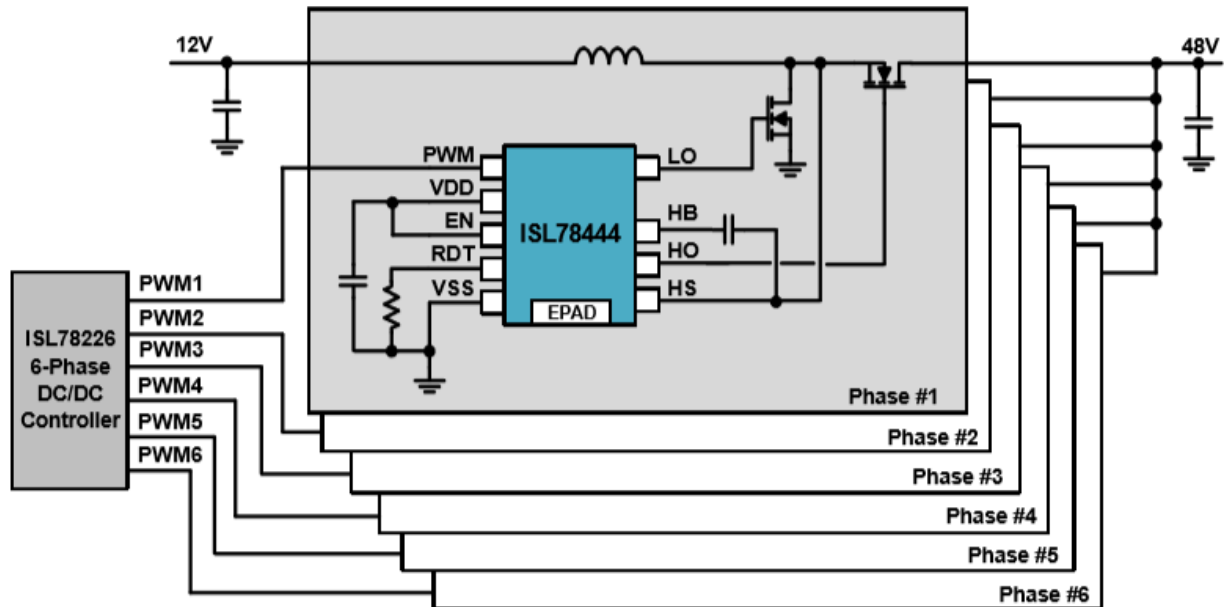 12V
48V
PWM
LO
VDD
EN
HB
ISL78444
RDT
HO
VSS
HS
EPAD
PWM1
PWM2
PWM3
PWM4
PWM5
PWM6
ISL78226
6-Phase
DC/DC
Controller
Phase #1
Phase #2
Phase #3
Phase #4
Phase #5
Phase #6